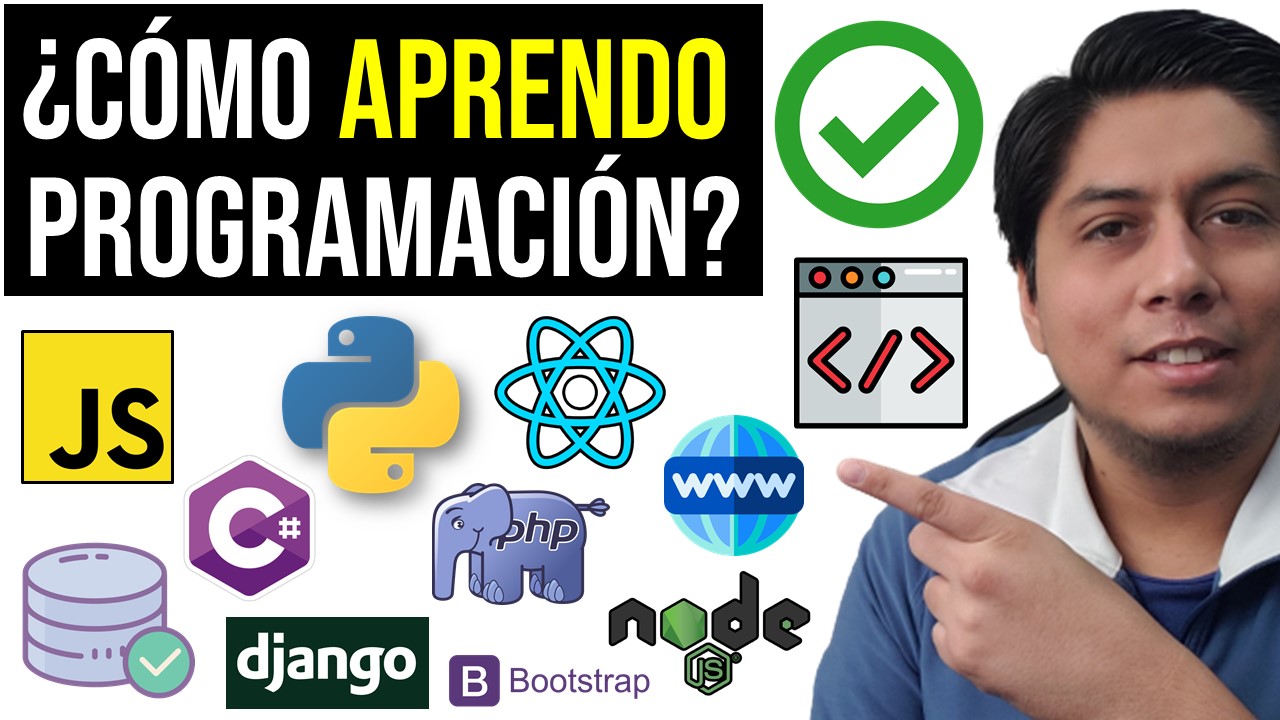 ¿CÓMO APRENDO
PROGRAMACIÓN?
JS
</>
WWW
C#
php
node
JS
django
B Bootstrap